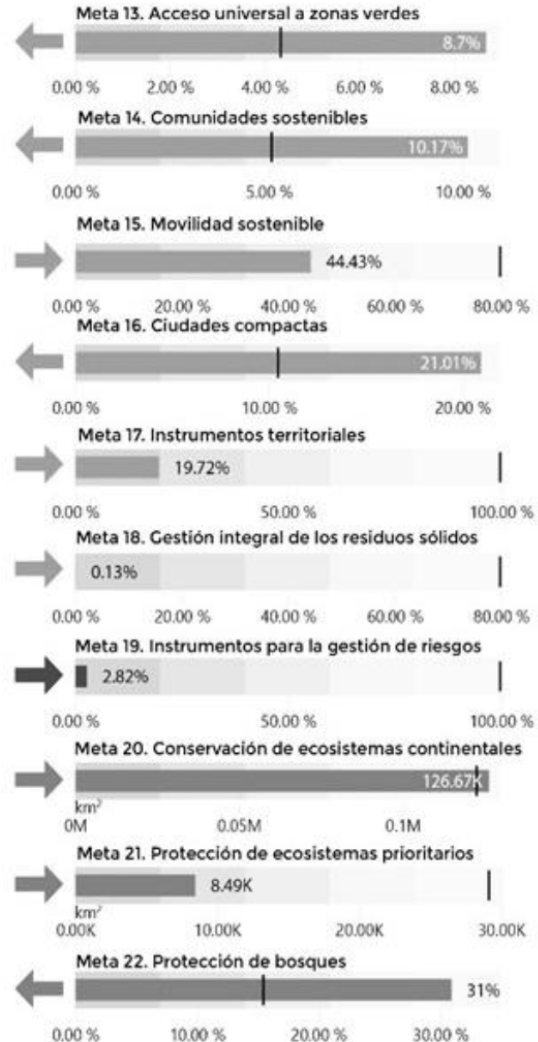 Meta 13. Acceso universal a zonas verdes
8.7%
0.00 % 2.00 % 4.00 % 6.00 % 8.00 %
Meta 14. Comunidades sostenibles
10.17%
0.00 % 5.00 % 10.00 %
Meta 15. Movilidad sostenible
44.43%
0.00 % 20.00 % 40.00 % 60.00 % 80.00 %
Meta 16. Ciudades compactas
21.01%
0.00 % 10.00 % 20.00 %
Meta 17. Instrumentos territoriales
19.72%
0.00 % 50.00 % 100.00 %
Meta 18. Gestión integral de los residuos sólidos
0.13%
0.00 % 20.00 % 40.00 % 60.00 % 80.00 %
Meta 19. Instrumentos para la gestión de riesgos
2.82%
0.00 % 50.00 % 100.00 %
Meta 20. Conservación de ecosistemas continentales
126.67K
km²
0M 0.05M 0.1M
Meta 21. Protección de ecosistemas prioritarios
8.49K
km²
0.00K 10.00K 20.00K 30.00K
Meta 22. Protección de bosques
31%
0.00 % 10.00 % 20.00 % 30.00 %